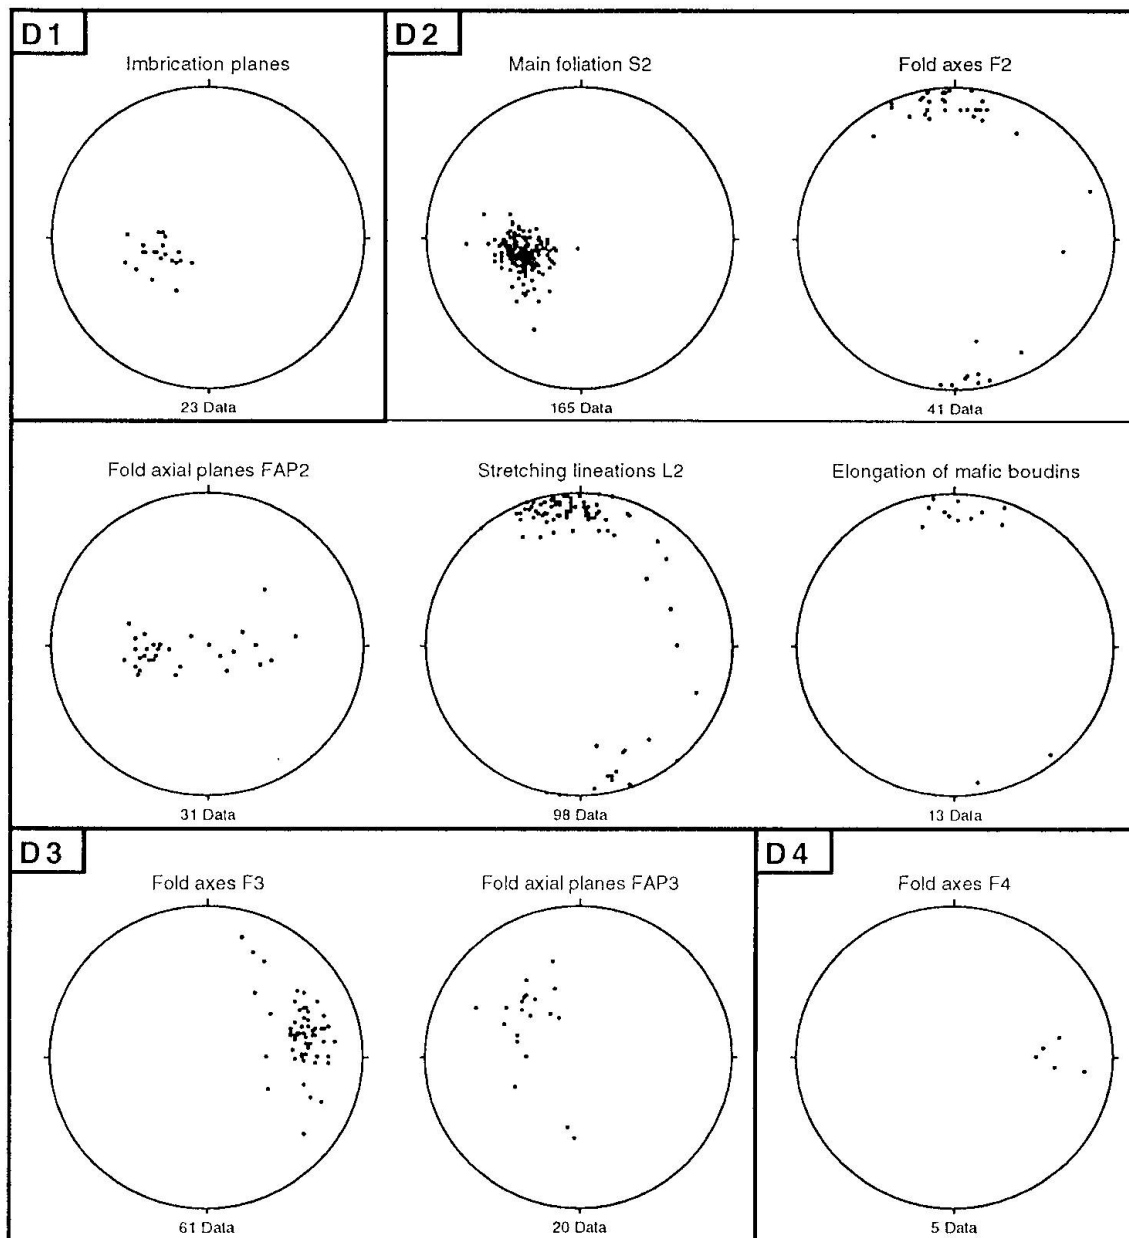 D1
Imbrication planes
23 Data
D2
Main foliation S2
165 Data
Fold axes F2
41 Data
Fold axial planes FAP2
31 Data
Stretching lineations L2
98 Data
Elongation of mafic boudins
13 Data
D3
Fold axes F3
61 Data
Fold axial planes FAP3
20 Data
D4
Fold axes F4
5 Data